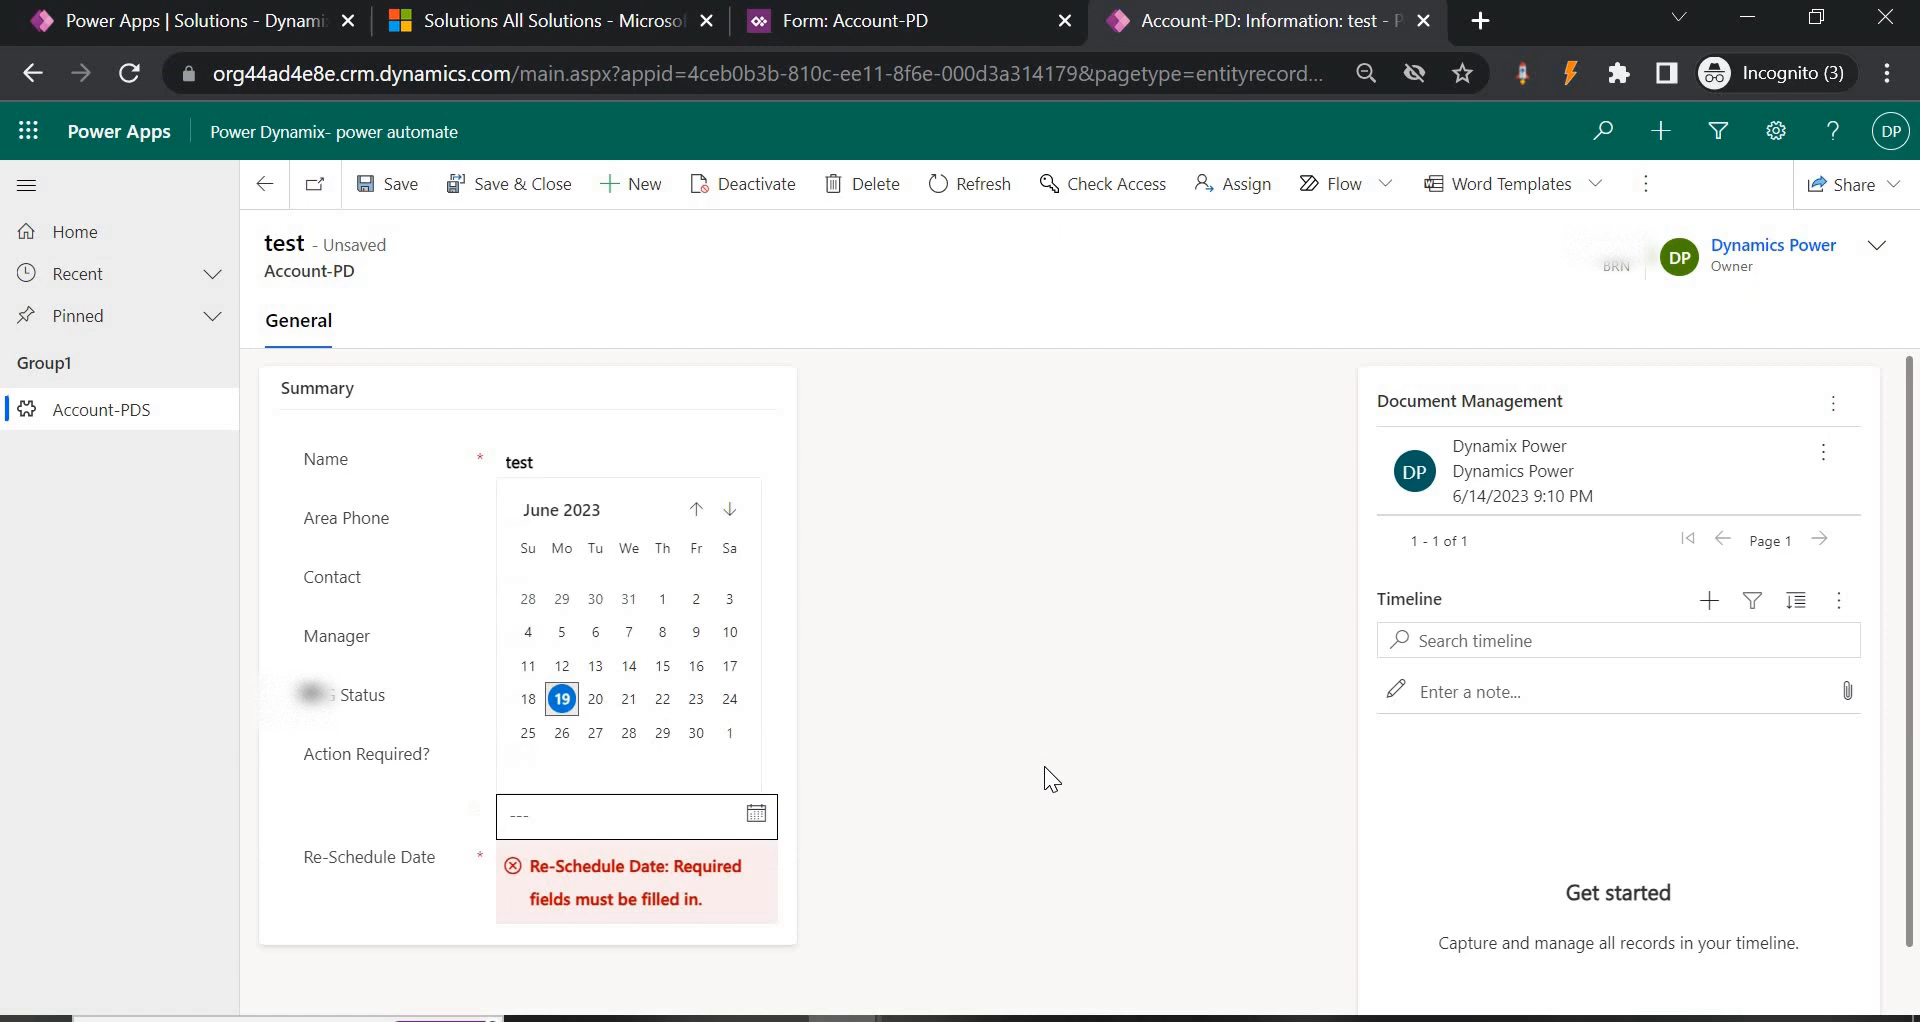 Power Apps | Solutions - Dynami
Solutions All Solutions - Microsof
Form: Account-PD
Account-PD: Information: test - P
org44ad4e8e.crm.dynamics.com/main.aspx?appid=4ceb0b3b-810c-ee11-8f6e-000d3a314179&pagetype=entityrecord...
Incognito (3)
Power Apps
Power Dynamix- power automate
DP
Save
Save & Close
New
Deactivate
Delete
Refresh
Check Access
Assign
Flow
Word Templates
Share
Home
Recent
Pinned
Group1
Account-PDS
test - Unsaved
Account-PD
BRN
DP
Dynamics Power
Owner
General
Summary
Name *
test
Area Phone
Contact
Manager
Status
Action Required?
Re-Schedule Date *
June 2023
Su Mo Tu We Th Fr Sa
28 29 30 31 1 2 3
4 5 6 7 8 9 10
11 12 13 14 15 16 17
18 19 20 21 22 23 24
25 26 27 28 29 30 1
---
Re-Schedule Date: Required
fields must be filled in.
Document Management
DP
Dynamix Power
Dynamics Power
6/14/2023 9:10 PM
1 - 1 of 1
Page 1
Timeline
Search timeline
Enter a note...
Get started
Capture and manage all records in your timeline.